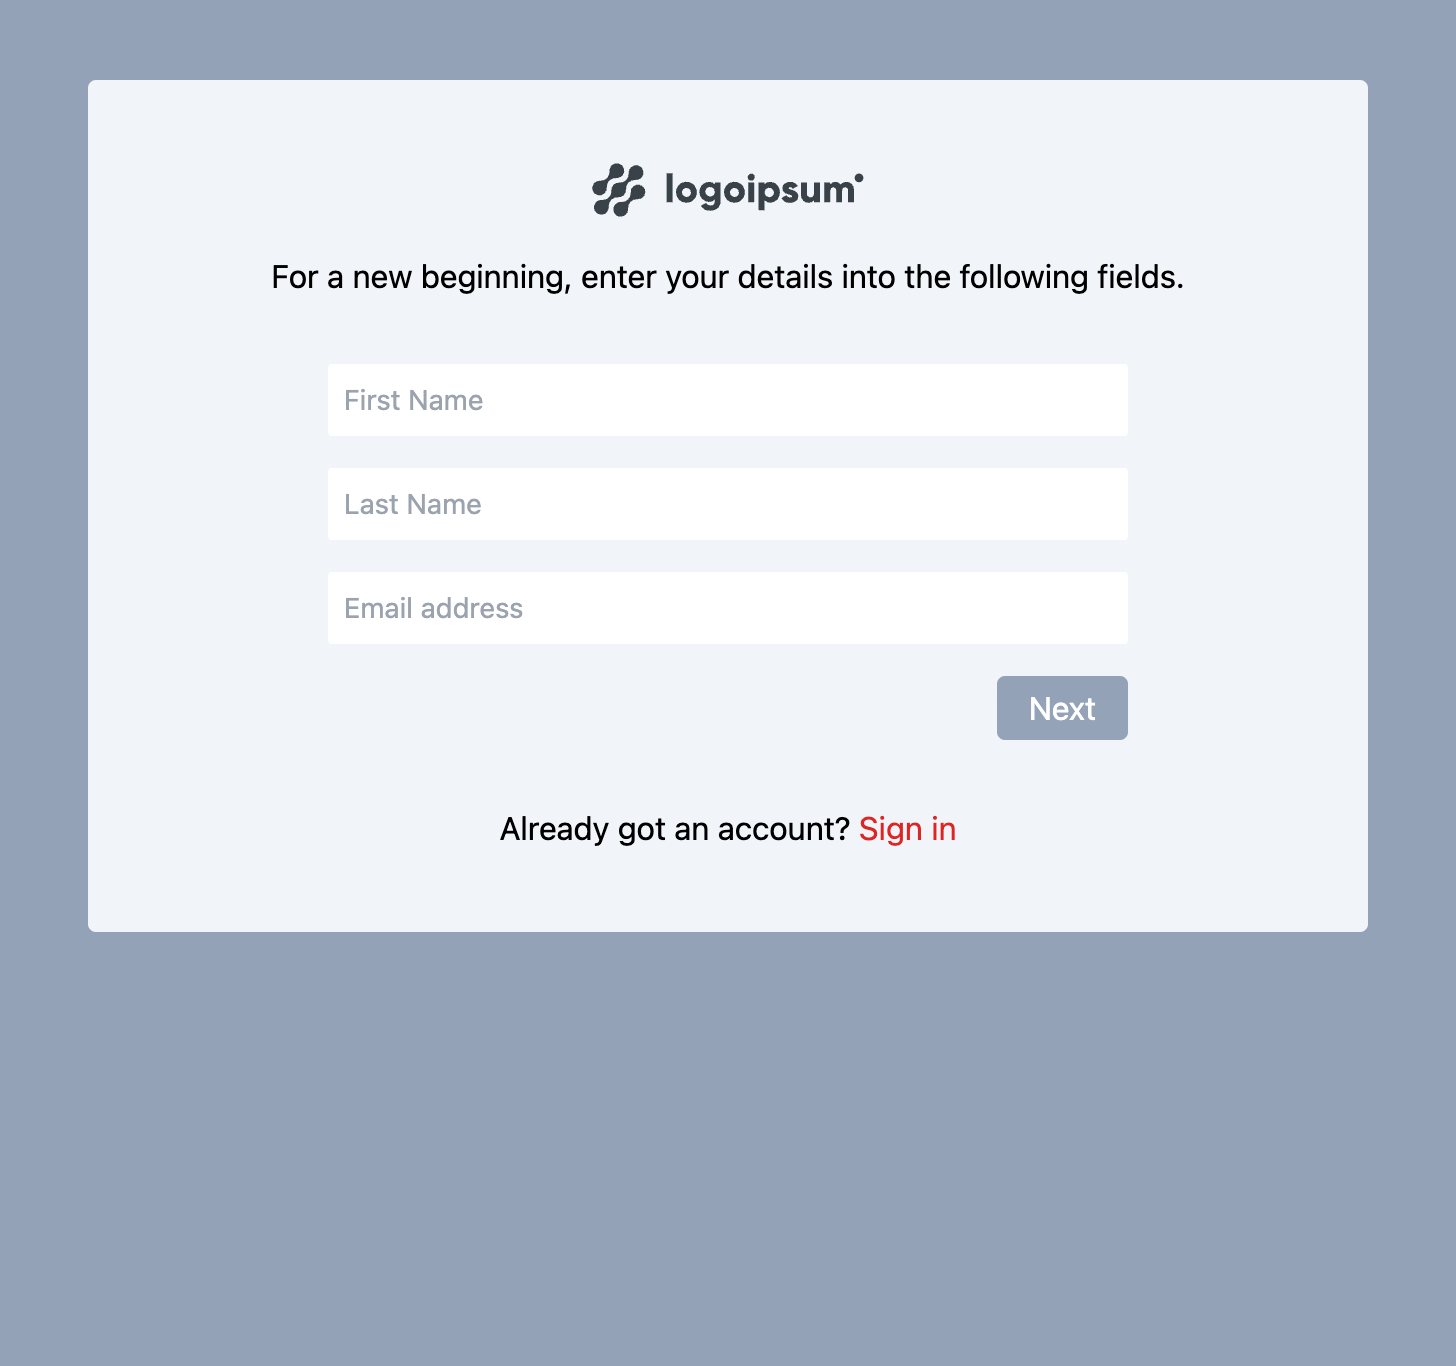 logoipsum
For a new beginning, enter your details into the following fields.
First Name
Last Name
Email address
Next
Already got an account? Sign in